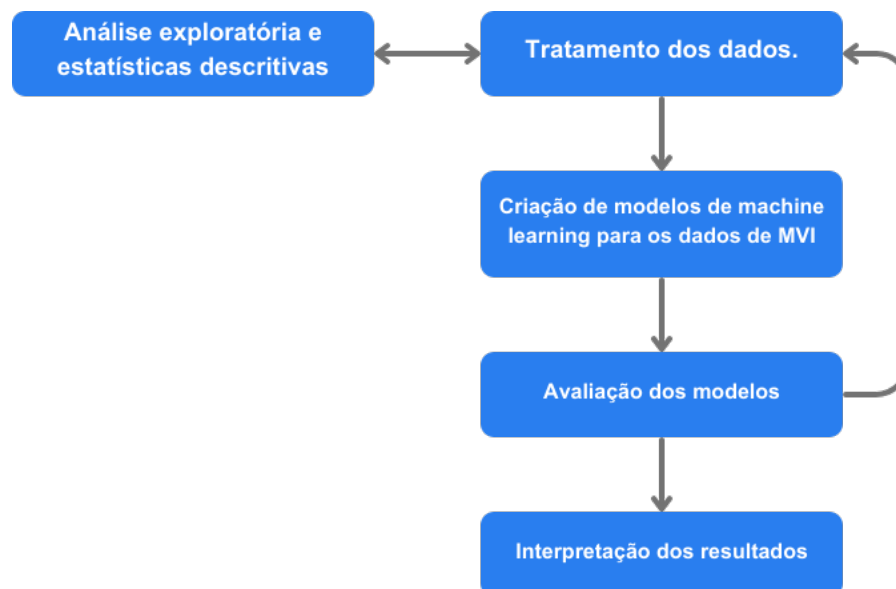 Análise exploratória e
estatísticas descritivas
Tratamento dos dados.
Criação de modelos de machine
learning para os dados de MVI
Avaliação dos modelos
Interpretação dos resultados